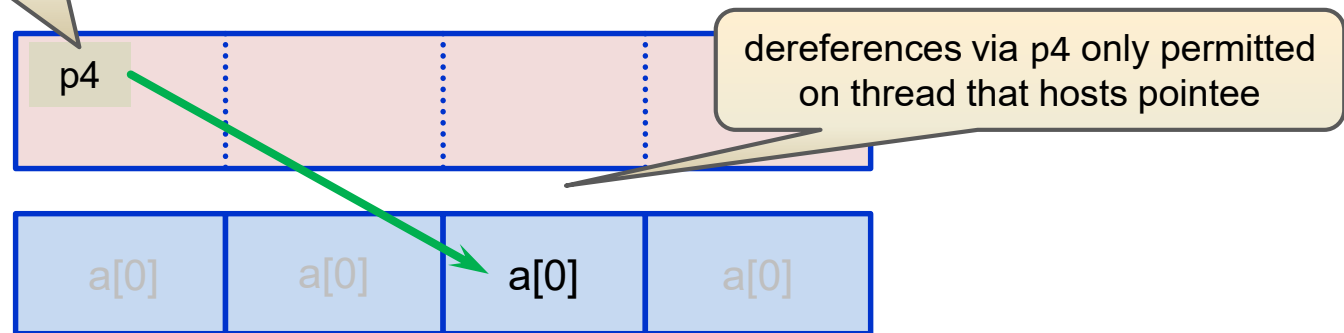 dereferences via p4 only permitted
on thread that hosts pointee
p4
a[0]
a[0]
a[0]
a[0]